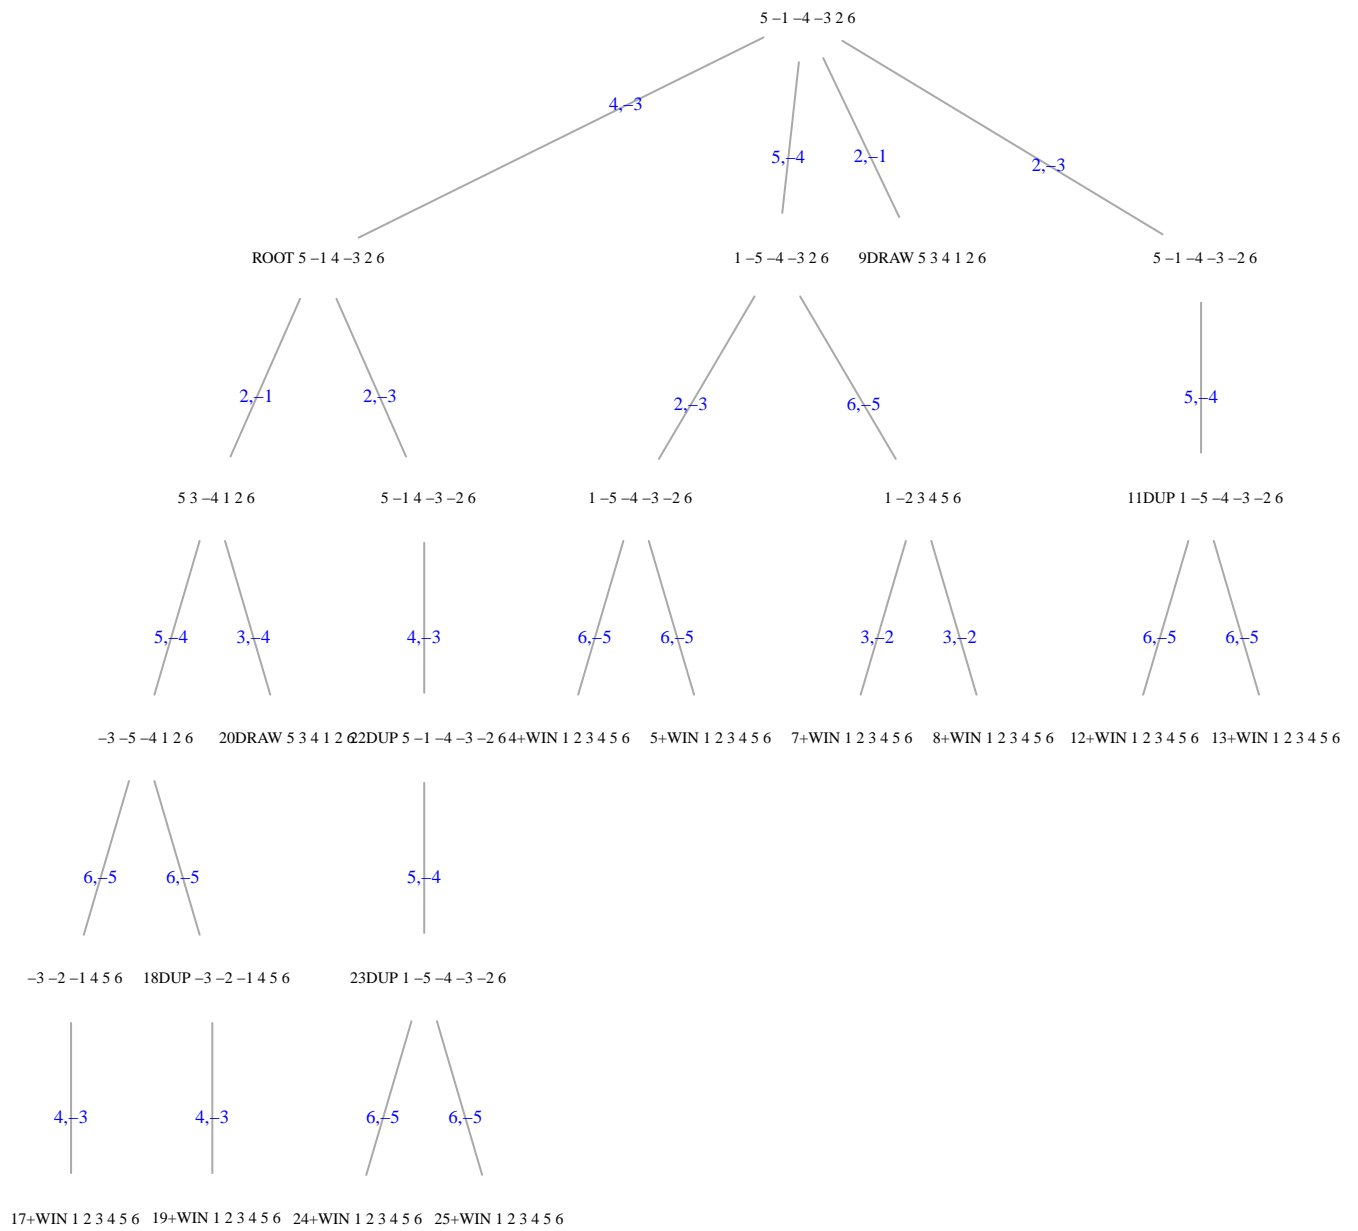 5 −1 −4 −3 2 6
4,−3
5,−4
2,−1
2,−3
ROOT 5 −1 4 −3 2 6
1 −5 −4 −3 2 6
9DRAW 5 3 4 1 2 6
5 −1 −4 −3 −2 6
2,−1
2,−3
2,−3
6,−5
5,−4
5 3 −4 1 2 6
5 −1 4 −3 −2 6
1 −5 −4 −3 −2 6
1 −2 3 4 5 6
11DUP 1 −5 −4 −3 −2 6
5,−4
3,−4
4,−3
6,−5
6,−5
3,−2
3,−2
6,−5
6,−5
−3 −5 −4 1 2 6
20DRAW 5 3 4 1 2 6
22DUP 5 −1 −4 −3 −2 6
4+WIN 1 2 3 4 5 6
5+WIN 1 2 3 4 5 6
7+WIN 1 2 3 4 5 6
8+WIN 1 2 3 4 5 6
12+WIN 1 2 3 4 5 6
13+WIN 1 2 3 4 5 6
6,−5
6,−5
5,−4
−3 −2 −1 4 5 6
18DUP −3 −2 −1 4 5 6
23DUP 1 −5 −4 −3 −2 6
4,−3
4,−3
6,−5
6,−5
17+WIN 1 2 3 4 5 6
19+WIN 1 2 3 4 5 6
24+WIN 1 2 3 4 5 6
25+WIN 1 2 3 4 5 6